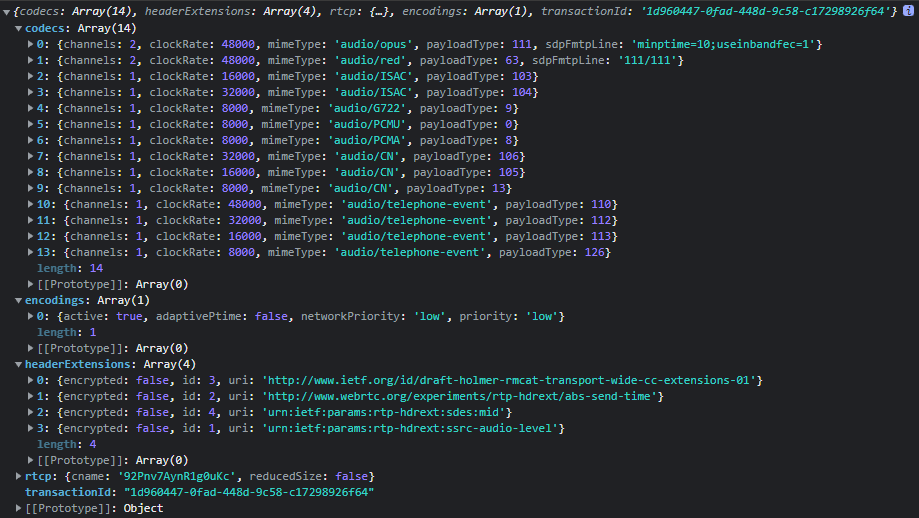 {codecs: Array(14), headerExtensions: Array(4), rtcp: {…}, encodings: Array(1), transactionId: '1d960447-0fad-448d-9c58-c17298926f64'} i
codecs: Array(14)
0: {channels: 2, clockRate: 48000, mimeType: 'audio/opus', payloadType: 111, sdpFmtpLine: 'minptime=10;useinbandfec=1'}
1: {channels: 2, clockRate: 48000, mimeType: 'audio/red', payloadType: 63, sdpFmtpLine: '111/111'}
2: {channels: 1, clockRate: 16000, mimeType: 'audio/ISAC', payloadType: 103}
3: {channels: 1, clockRate: 32000, mimeType: 'audio/ISAC', payloadType: 104}
4: {channels: 1, clockRate: 8000, mimeType: 'audio/G722', payloadType: 9}
5: {channels: 1, clockRate: 8000, mimeType: 'audio/PCMU', payloadType: 0}
6: {channels: 1, clockRate: 8000, mimeType: 'audio/PCMA', payloadType: 8}
7: {channels: 1, clockRate: 32000, mimeType: 'audio/CN', payloadType: 106}
8: {channels: 1, clockRate: 16000, mimeType: 'audio/CN', payloadType: 105}
9: {channels: 1, clockRate: 8000, mimeType: 'audio/CN', payloadType: 13}
10: {channels: 1, clockRate: 48000, mimeType: 'audio/telephone-event', payloadType: 110}
11: {channels: 1, clockRate: 32000, mimeType: 'audio/telephone-event', payloadType: 112}
12: {channels: 1, clockRate: 16000, mimeType: 'audio/telephone-event', payloadType: 113}
13: {channels: 1, clockRate: 8000, mimeType: 'audio/telephone-event', payloadType: 126}
length: 14
[[Prototype]]: Array(0)
encodings: Array(1)
0: {active: true, adaptivePtime: false, networkPriority: 'low', priority: 'low'}
length: 1
[[Prototype]]: Array(0)
headerExtensions: Array(4)
0: {encrypted: false, id: 3, uri: 'http://www.ietf.org/id/draft-holmer-rmcat-transport-wide-cc-extensions-01'}
1: {encrypted: false, id: 2, uri: 'http://www.webrtc.org/experiments/rtp-hdrext/abs-send-time'}
2: {encrypted: false, id: 4, uri: 'urn:ietf:params:rtp-hdrext:sdes:mid'}
3: {encrypted: false, id: 1, uri: 'urn:ietf:params:rtp-hdrext:ssrc-audio-level'}
length: 4
[[Prototype]]: Array(0)
rtcp: {cname: '92Pnv7AynR1g0uKc', reducedSize: false}
transactionId: "1d960447-0fad-448d-9c58-c17298926f64"
[[Prototype]]: Object